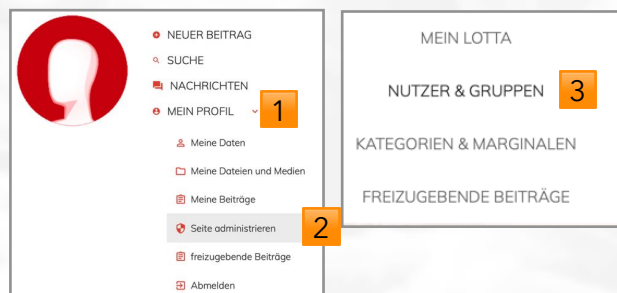 NEUER BEITRAG
SUCHE
NACHRICHTEN
MEIN PROFIL
1
Meine Daten
Meine Dateien und Medien
Meine Beiträge
Seite administrieren
2
freizugebende Beiträge
Abmelden
MEIN LOTTA
NUTZER & GRUPPEN
3
KATEGORIEN & MARGINALEN
FREIZUGEBENDE BEITRÄGE